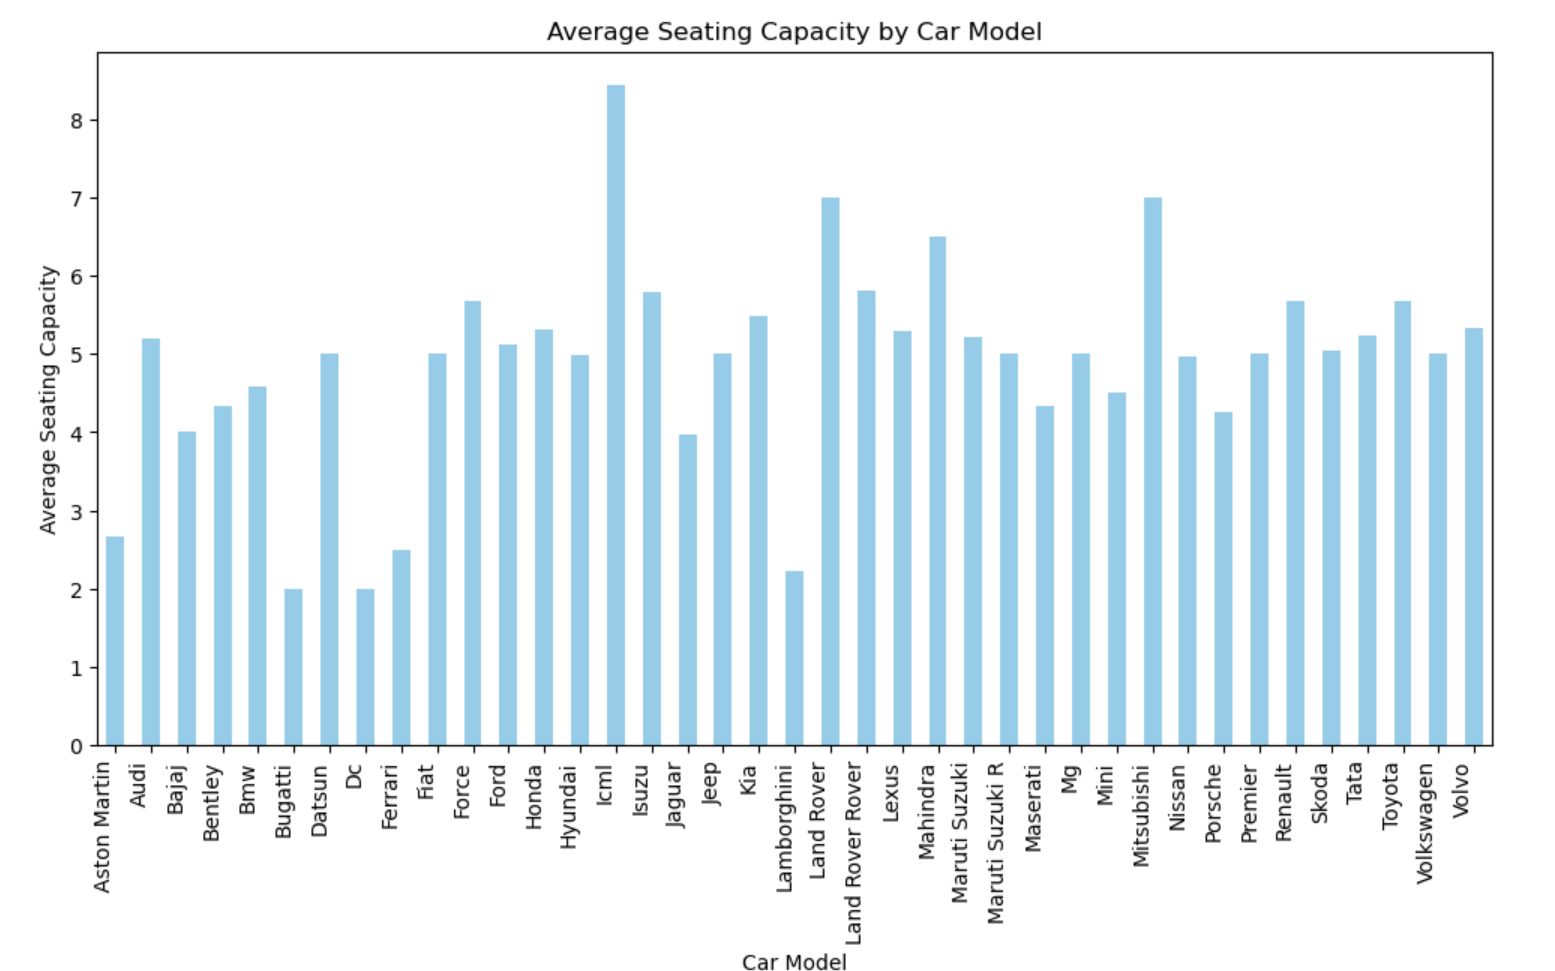 Average Seating Capacity by Car Model
Average Seating Capacity
8
7
6
5
4
3
2
1
0
Aston Martin
Audi
Bajaj
Bentley
Bmw
Bugatti
Datsun
Dc
Ferrari
Fiat
Force
Ford
Honda
Hyundai
Icml
Isuzu
Jaguar
Jeep
Kia
Lamborghini
Land Rover
Land Rover Rover
Lexus
Mahindra
Maruti Suzuki
Maruti Suzuki R
Maserati
Mg
Mini
Mitsubishi
Nissan
Porsche
Premier
Renault
Skoda
Tata
Toyota
Volkswagen
Volvo
Car Model